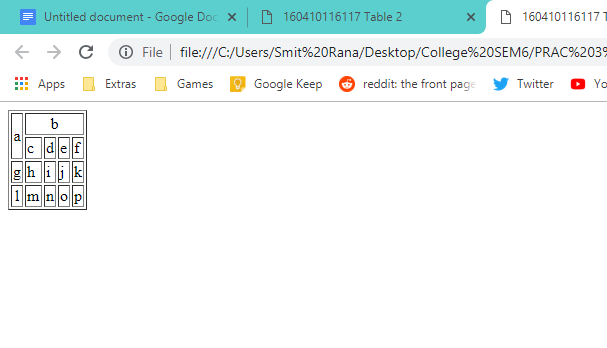 Untitled document - Google Doc
160410116117 Table 2
160410116117 T
File
file:///C:/Users/Smit%20Rana/Desktop/College%20SEM6/PRAC%203%
Apps
Extras
Games
Google Keep
reddit: the front page
Twitter
Yo
a b
c d e f
g h i j k
l m n o p